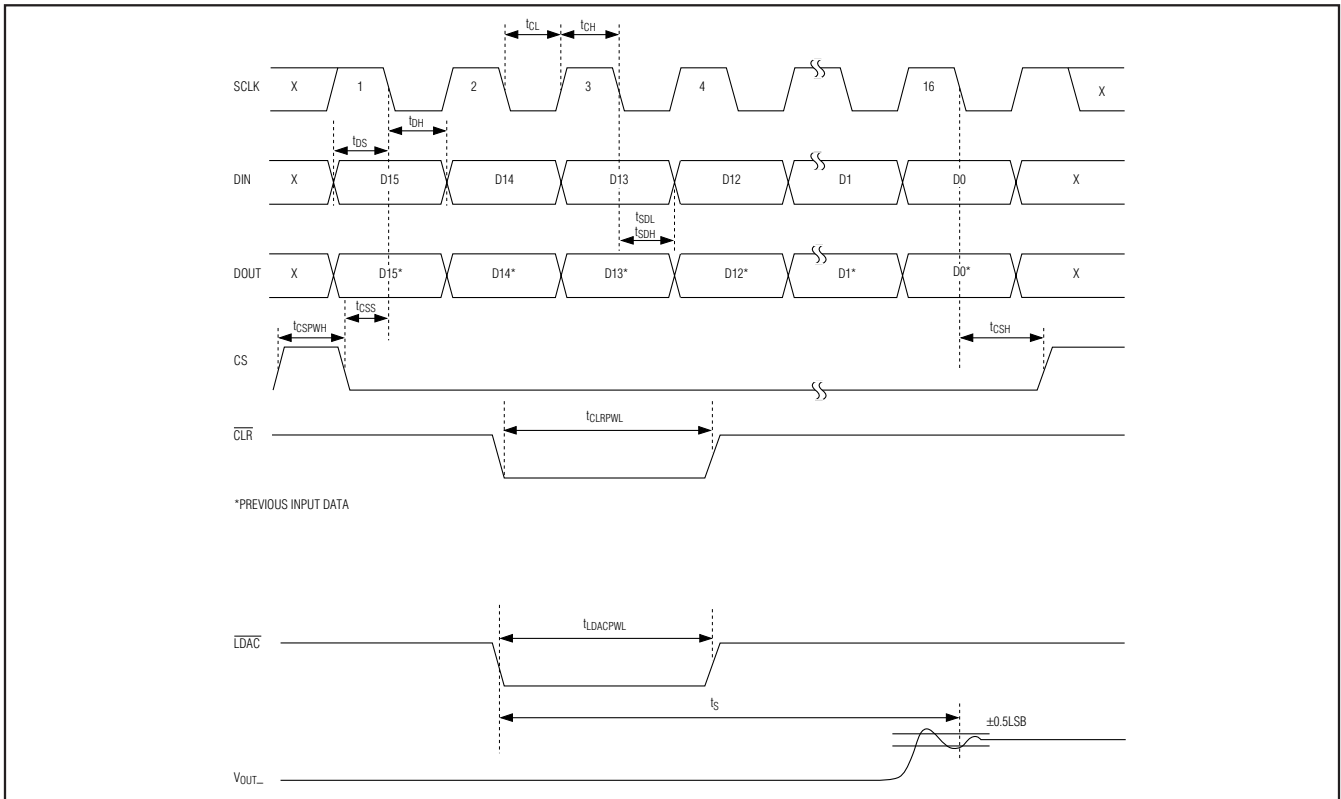 tCL tCH
SCLK X 1 2 3 4 16 X
tDS tDH
DIN X D15 D14 D13 D12 D1 D0 X
tSDL
tSDH
DOUT X D15* D14* D13* D12* D1* D0* X
tCSPWH tCSS tCSH
CS
tCLRPWL
CLR
*PREVIOUS INPUT DATA
tLDACPWL
LDAC
tS
±0.5LSB
VOUT_